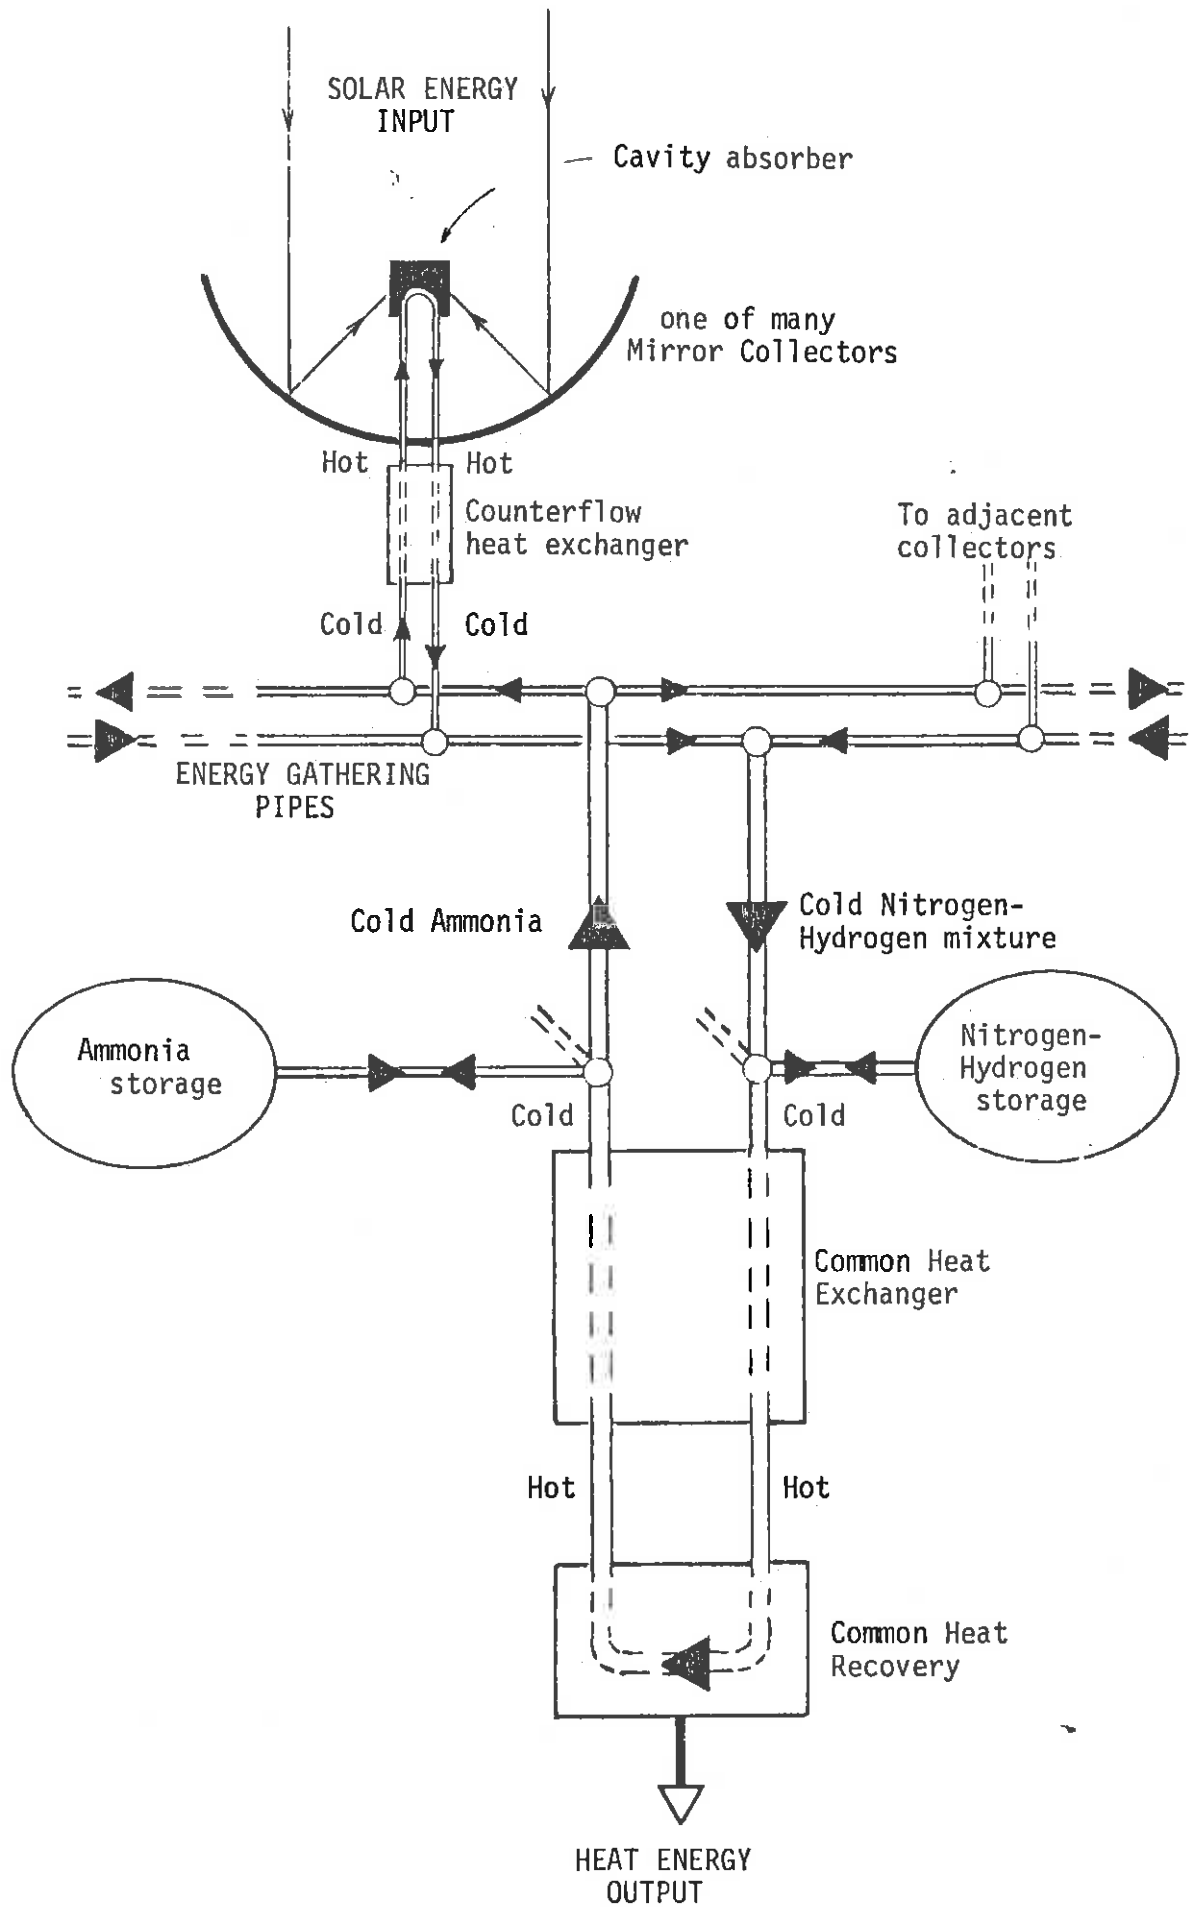 SOLAR ENERGY
INPUT
Cavity absorber
one of many
Mirror Collectors
Hot
Hot
Counterflow
heat exchanger
To adjacent
collectors
Cold
Cold
ENERGY GATHERING
PIPES
Cold Ammonia
Cold Nitrogen-
Hydrogen mixture
Ammonia
storage
Nitrogen-
Hydrogen
storage
Cold
Cold
Common Heat
Exchanger
Hot
Hot
Common Heat
Recovery
HEAT ENERGY
OUTPUT